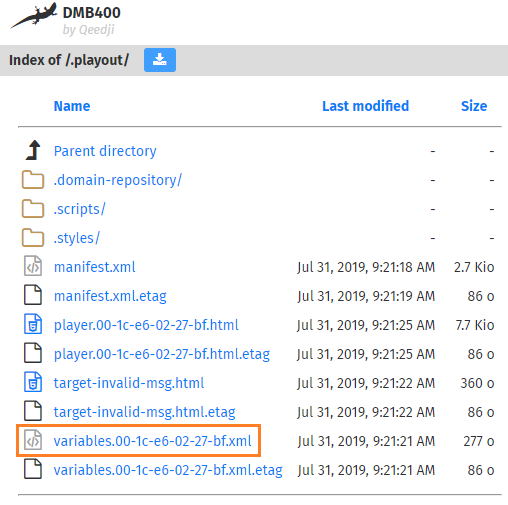 DMB400
by Qeedji
Index of /.playout/
Name Last modified Size
Parent directory - -
.domain-repository/ - -
.scripts/ - -
.styles/ - -
manifest.xml Jul 31, 2019, 9:21:18 AM 2.7 Kio
manifest.xml.etag Jul 31, 2019, 9:21:19 AM 86 o
player.00-1c-e6-02-27-bf.html Jul 31, 2019, 9:21:25 AM 7.7 Kio
player.00-1c-e6-02-27-bf.html.etag Jul 31, 2019, 9:21:25 AM 86 o
target-invalid-msg.html Jul 31, 2019, 9:21:22 AM 360 o
target-invalid-msg.html.etag Jul 31, 2019, 9:21:22 AM 86 o
variables.00-1c-e6-02-27-bf.xml Jul 31, 2019, 9:21:21 AM 277 o
variables.00-1c-e6-02-27-bf.xml.etag Jul 31, 2019, 9:21:21 AM 86 o